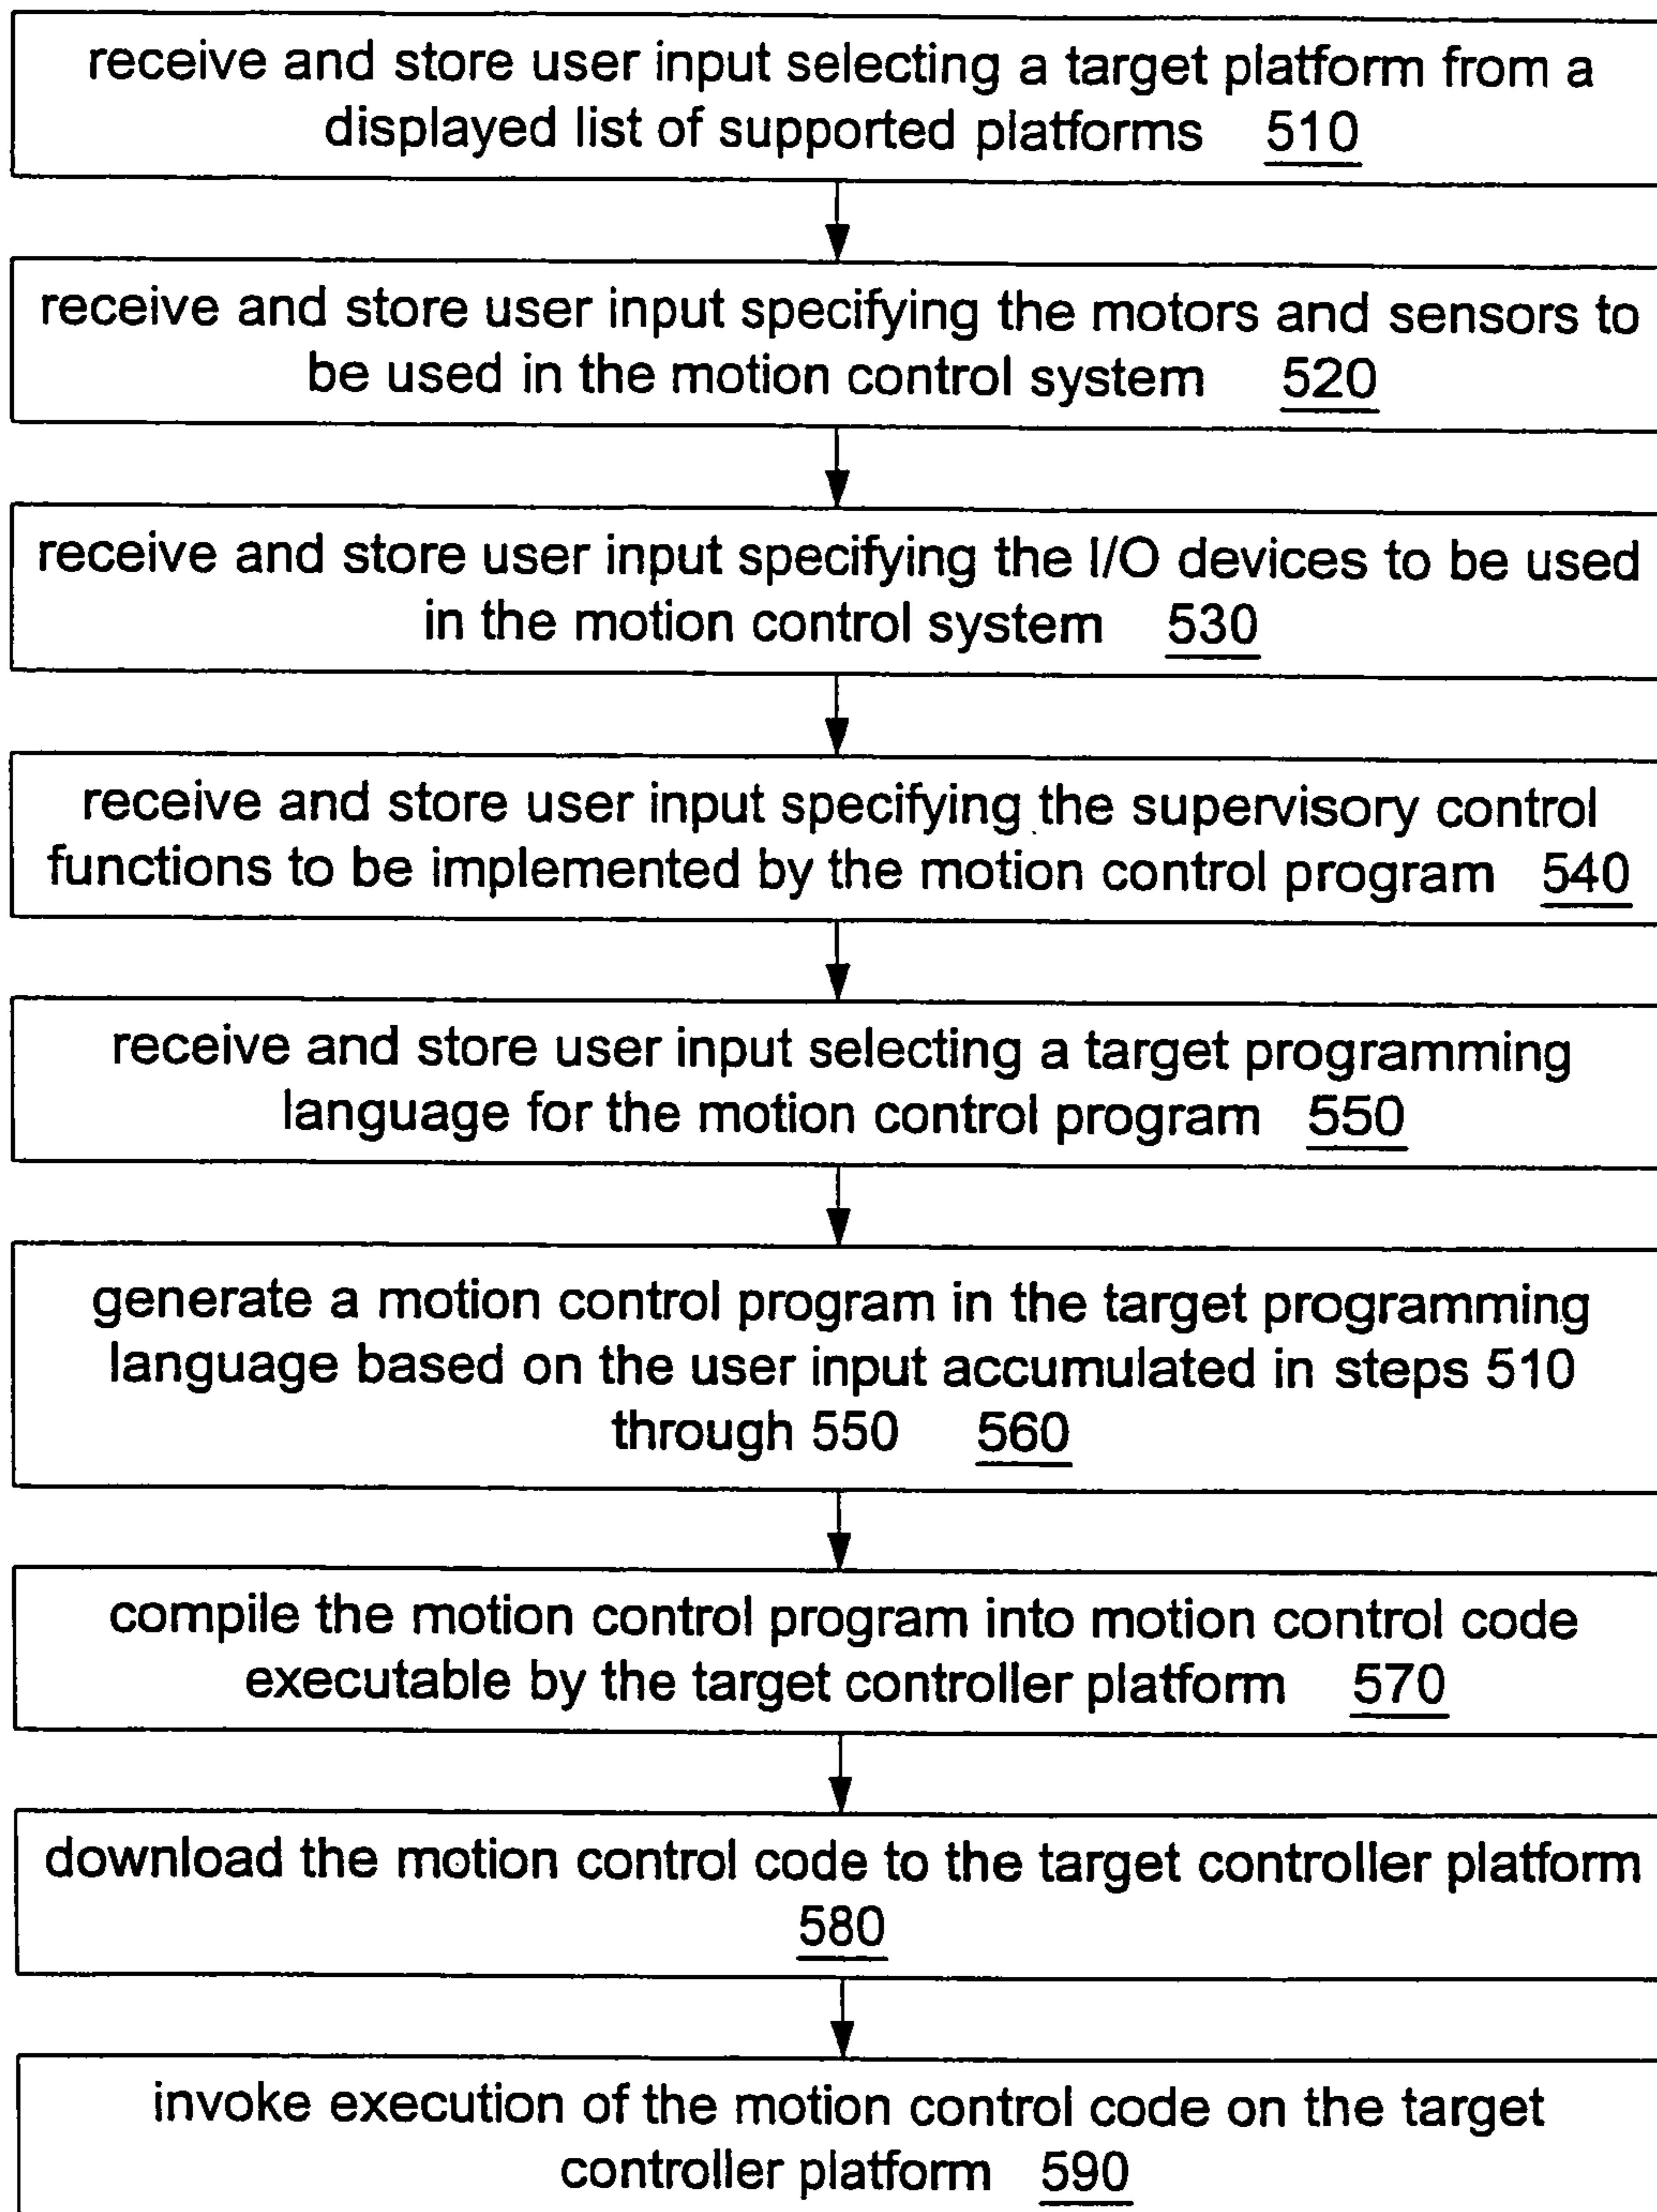 receive and store user input selecting a target platform from a
displayed list of supported platforms 510
receive and store user input specifying the motors and sensors to
be used in the motion control system 520
receive and store user input specifying the I/O devices to be used
in the motion control system 530
receive and store user input specifying the supervisory control
functions to be implemented by the motion control program 540
receive and store user input selecting a target programming
language for the motion control program 550
generate a motion control program in the target programming
language based on the user input accumulated in steps 510
through 550 560
compile the motion control program into motion control code
executable by the target controller platform 570
download the motion control code to the target controller platform
580
invoke execution of the motion control code on the target
controller platform 590